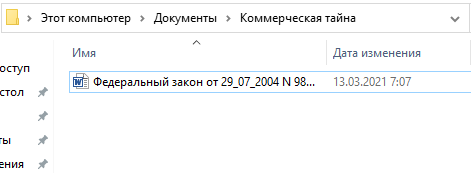 Этот компьютер > Документы > Коммерческая тайна
Имя
Дата изменения
оступ
стол
Федеральный закон от 29_07_2004 N 98...
13.03.2021 7:07
ты
ения